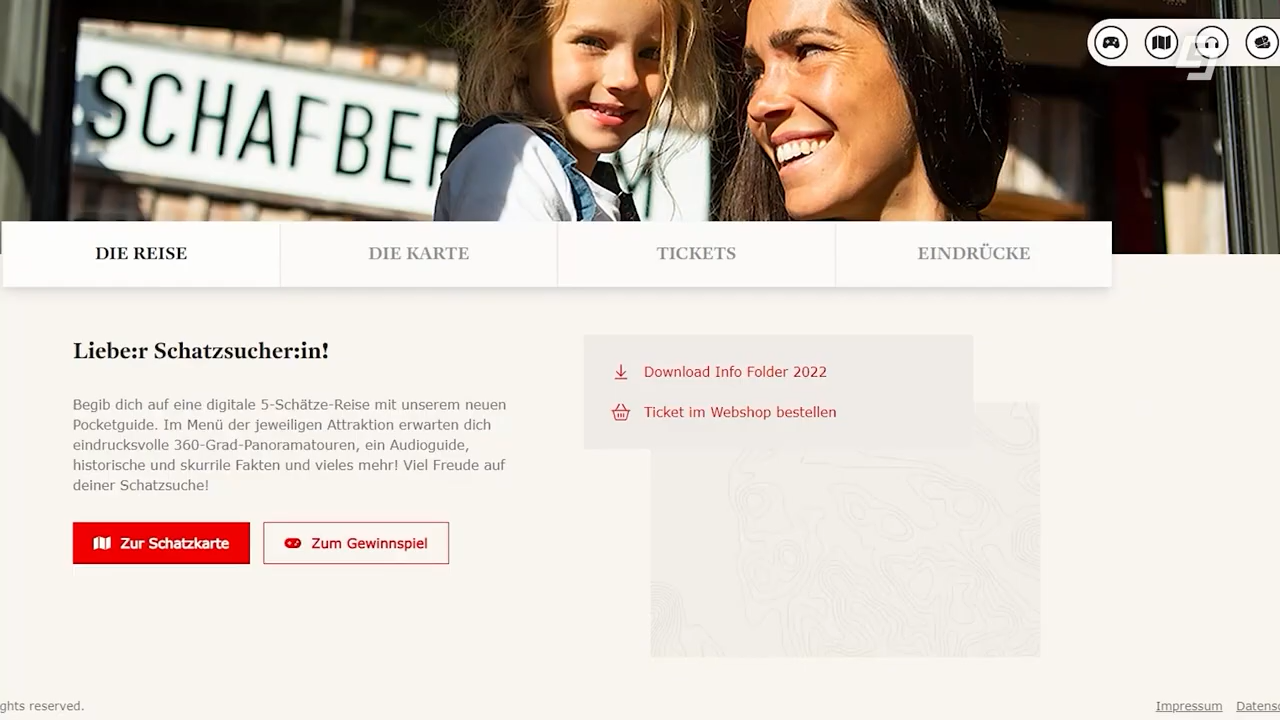 SCHAFBER
DIE REISE
DIE KARTE
TICKETS
EINDRÜCKE
Liebe:r Schatzsucher:in!
Begib dich auf eine digitale 5-Schätze-Reise mit unserem neuen
Pocketguide. Im Menü der jeweiligen Attraktion erwarten dich
eindrucksvolle 360-Grad-Panoramatouren, ein Audioguide,
historische und skurrile Fakten und vieles mehr! Viel Freude auf
deiner Schatzsuche!
Zur Schatzkarte
Zum Gewinnspiel
Download Info Folder 2022
Ticket im Webshop bestellen
ghts reserved.
Impressum
Datens